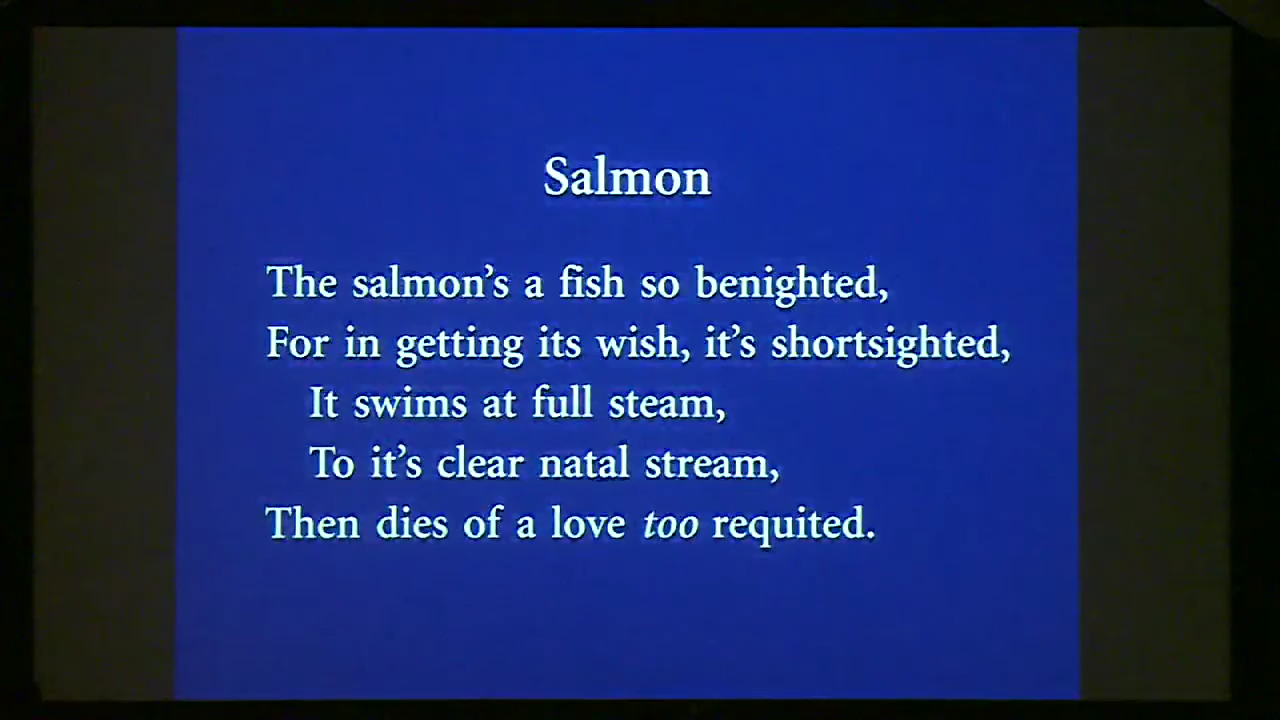 Salmon
The salmon’s a fish so benighted,
For in getting its wish, it’s shortsighted,
It swims at full steam,
To it’s clear natal stream,
Then dies of a love too requited.